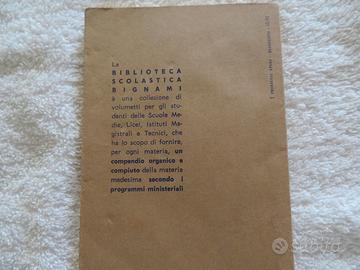 La
BIBLIOTECA
SCOLASTICA
BIGNAMI
è una collezione di
volumetti per gli stu-
denti delle Scuole Me-
die, Licei, Istituti Ma-
gistrali e Tecnici, che
ha lo scopo di fornire,
per ogni materia, un
compendio organico e
compiuto della materia
medesima secondo i
programmi ministeriali
subito